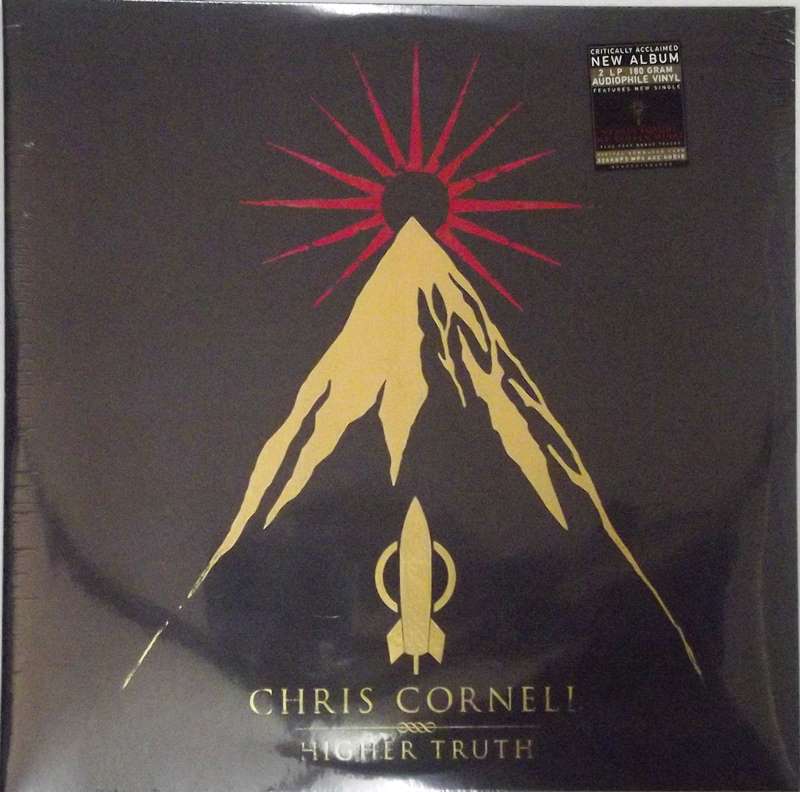 CRITICALLY ACCLAIMED
NEW ALBUM
2 LP 180 GRAM
AUDIOPHILE VINYL
FEATURES NEW SINGLE
CHRIS CORNELL
HIGHER TRUTH